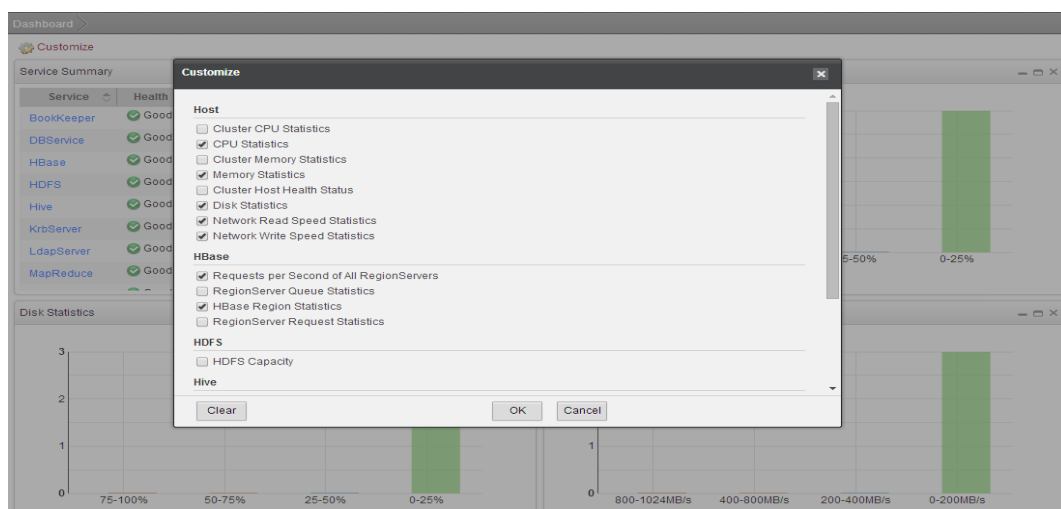 Dashboard
Customize
Service Summary
Service Health
BookKeeper Good
DBService Good
HBase Good
HDFS Good
Hive Good
KrbServer Good
LdapServer Good
MapReduce Good
Customize
Host
Cluster CPU Statistics
CPU Statistics
Cluster Memory Statistics
Memory Statistics
Cluster Host Health Status
Disk Statistics
Network Read Speed Statistics
Network Write Speed Statistics
HBase
Requests per Second of All RegionServers
RegionServer Queue Statistics
HBase Region Statistics
RegionServer Request Statistics
HDFS
HDFS Capacity
Hive
Clear OK Cancel
5-50% 0-25%
Disk Statistics
3
2
1
0
75-100% 50-75% 25-50% 0-25%
1
0
800-1024MB/s 400-800MB/s 200-400MB/s 0-200MB/s